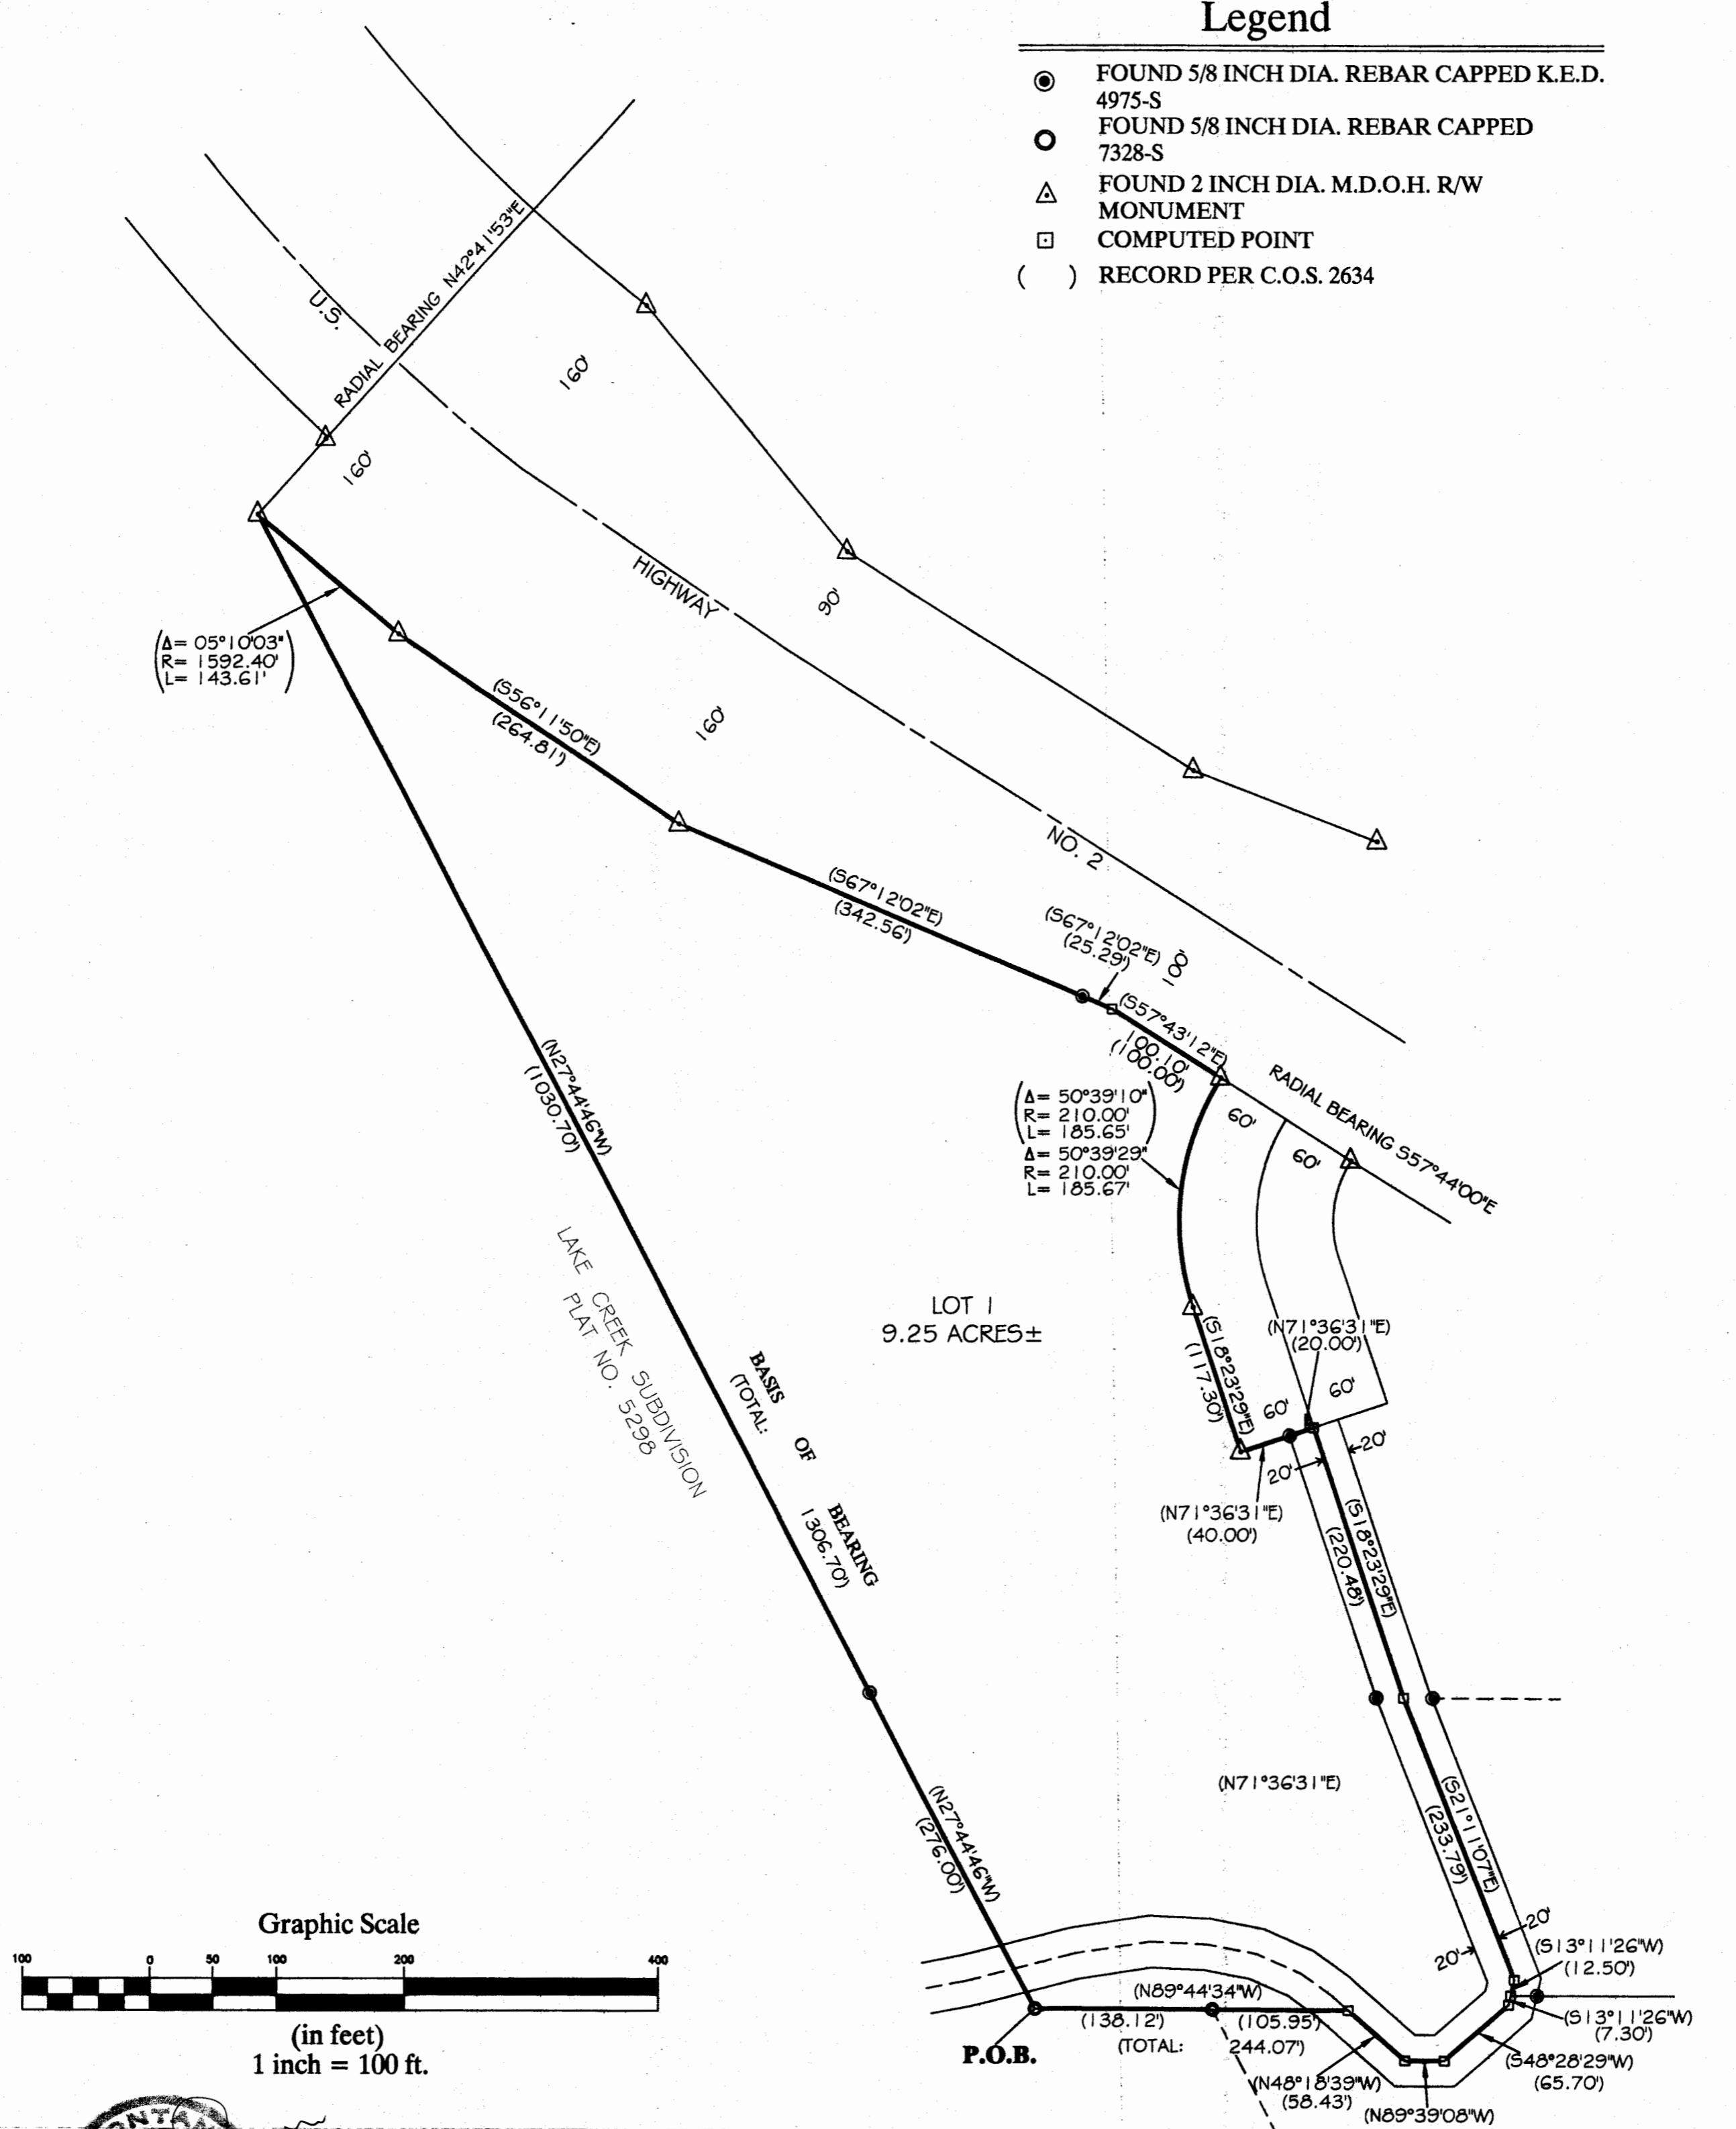 Legend
FOUND 5/8 INCH DIA. REBAR CAPPED K.E.D.
4975-S
FOUND 5/8 INCH DIA. REBAR CAPPED
7328-S
FOUND 2 INCH DIA. M.D.O.H. R/W
MONUMENT
COMPUTED POINT
( ) RECORD PER C.O.S. 2634
RADIAL BEARING N42°41'53"E
U.S.
160'
160'
HIGHWAY
90'
(Δ= 05°10'03"
R= 1592.40'
L= 143.61')
(S56°11'50"E)
(264.81')
160'
NO. 2
(S67°12'02"E)
(342.56')
(S67°12'02"E)
(25.29')
100'
(S57°43'12"E)
100.10'
(100.00')
RADIAL BEARING S57°44'00"E
(Δ= 50°39'10"
R= 210.00'
L= 185.65')
Δ= 50°39'29"
R= 210.00'
L= 185.67'
60'
60'
(N27°44'46"W)
(1030.70')
LAKE CREEK SUBDIVISION
PLAT NO. 5298
LOT 1
9.25 ACRES±
BASIS OF BEARING
(TOTAL: 1306.70')
(S18°23'29"E)
(117.30')
(N71°36'31"E)
(20.00')
60'
60'
20'
20'
(N71°36'31"E)
(40.00')
(S18°23'29"E)
(220.48')
(N71°36'31"E)
(S21°11'07"E)
(233.79')
(N27°44'46"W)
(276.00')
20'
20'
(S13°11'26"W)
(12.50')
(S13°11'26"W)
(7.30')
(S48°28'29"W)
(65.70')
(N89°44'34"W)
(138.12')
(105.95')
(TOTAL: 244.07')
P.O.B.
(N48°18'39"W)
(58.43')
(N89°39'08"W)
Graphic Scale
100 0 50 100 200 400
(in feet)
1 inch = 100 ft.